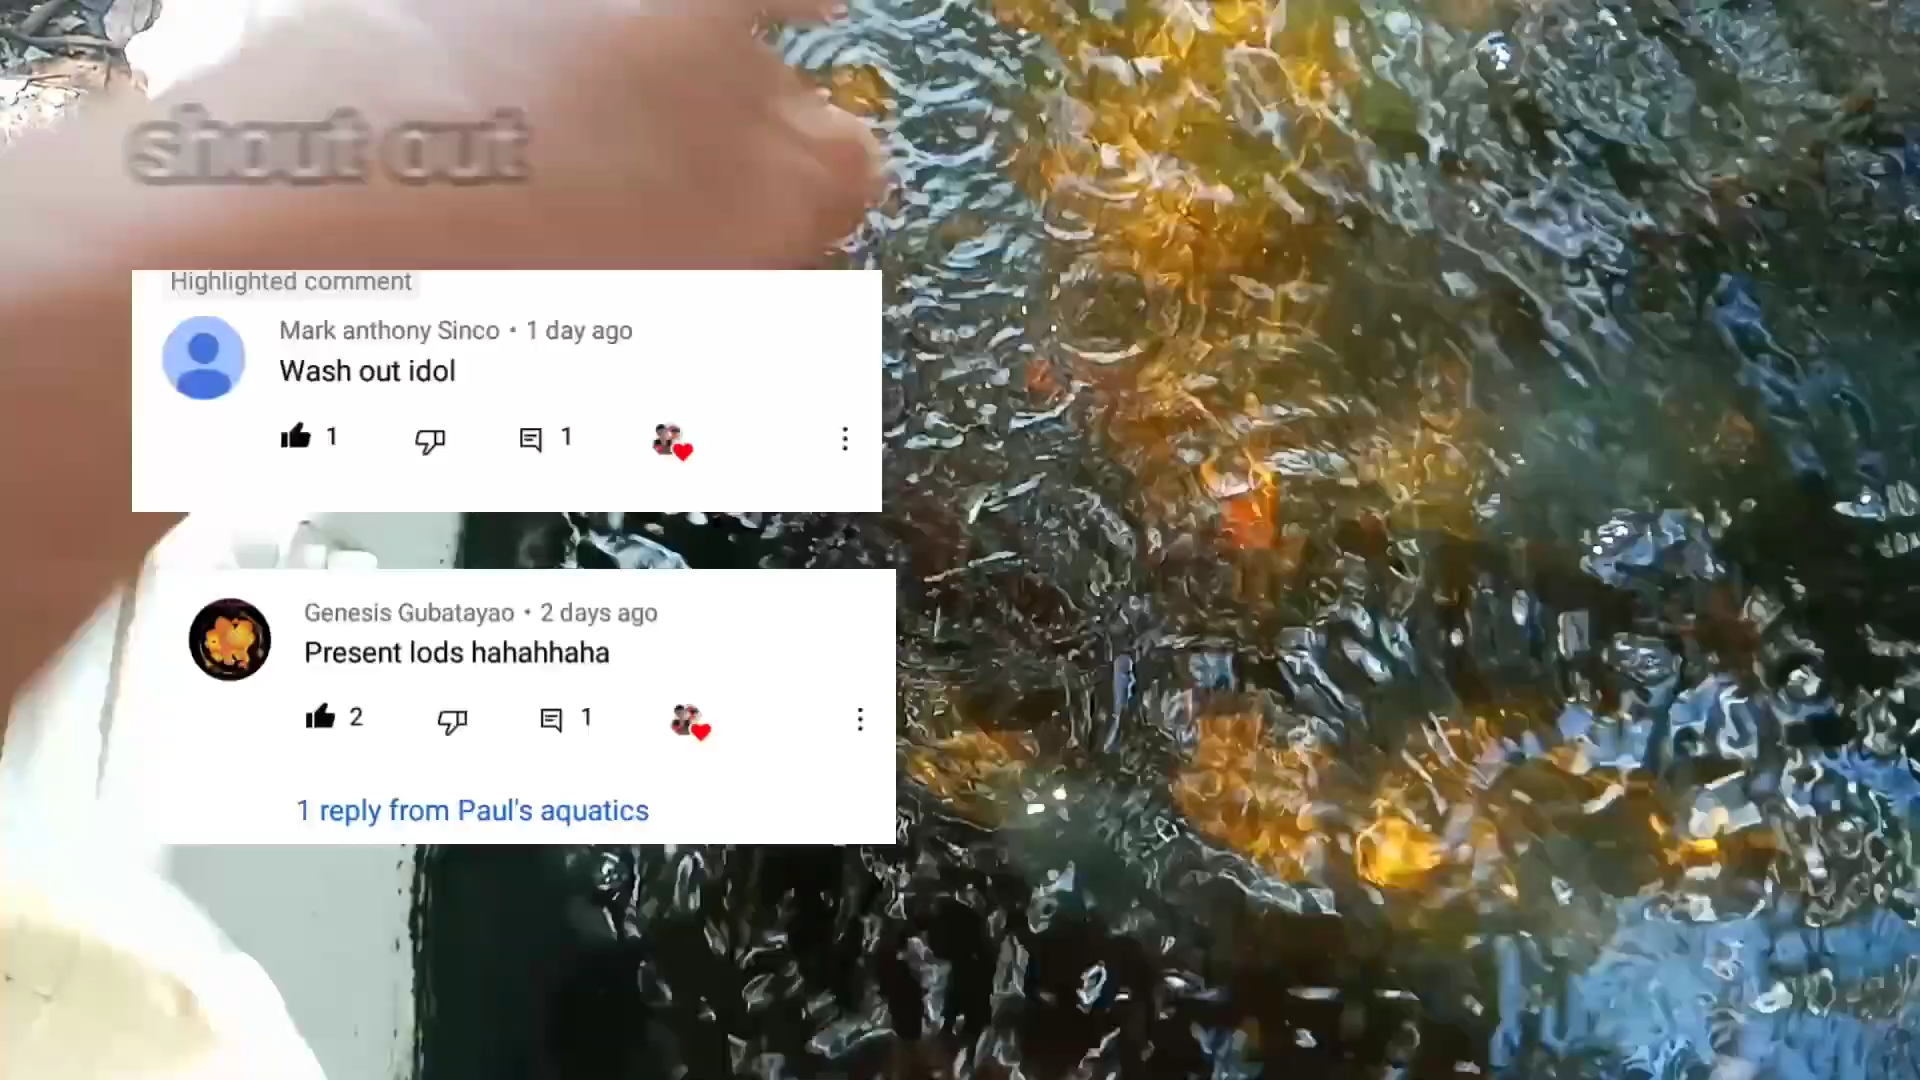 shout out
Highlighted comment
Mark anthony Sinco • 1 day ago
Wash out idol
1 1
Genesis Gubatayao • 2 days ago
Present lods hahahhaha
2 1
1 reply from Paul's aquatics